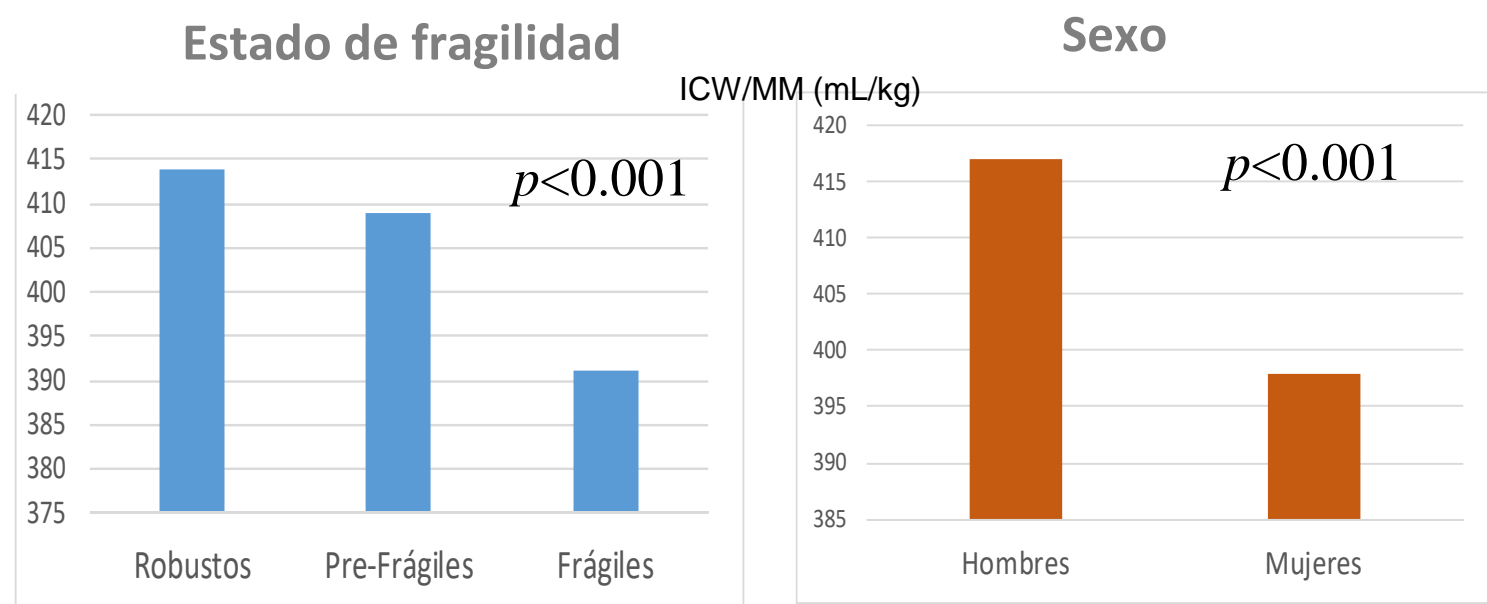 Estado de fragilidad
Sexo
ICW/MM (mL/kg)
420
415
410
405
400
395
390
385
380
375
p<0.001
Robustos Pre-Frágiles Frágiles
420
415
410
405
400
395
390
385
p<0.001
Hombres Mujeres